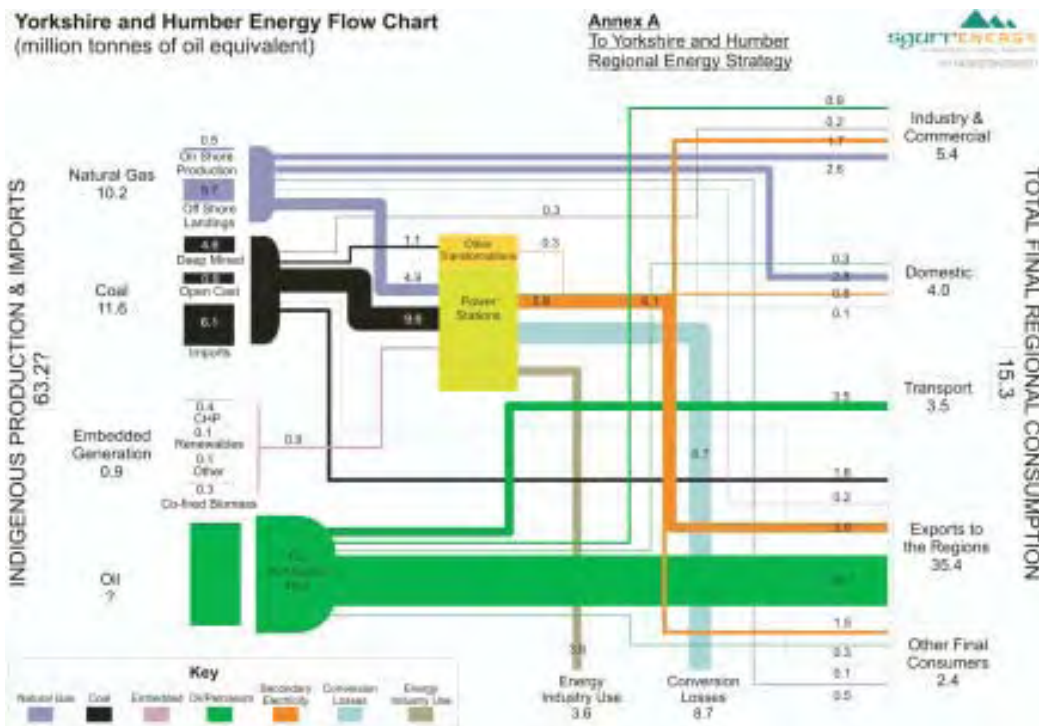 Yorkshire and Humber Energy Flow Chart
(million tonnes of oil equivalent)
Annex A
To Yorkshire and Humber
Regional Energy Strategy
sgurrENERGY
INDIGENOUS PRODUCTION & IMPORTS
63.2?
Natural Gas
10.2
0.5
On Shore
Production
9.7
Off Shore
Landings
Coal
11.6
4.8
Deep Mined
Open Cast
6.1
Imports
Embedded
Generation
0.9
0.4
CHP
0.1
Renewables
0.1
Other
0.3
Co-fired Biomass
Oil
?
1.1
4.9
9.6
0.9
Other
Transformations
Power
Stations
0.3
0.3
6.1
8.7
3.6
Energy
Industry Use
3.6
Conversion
Losses
8.7
0.9
0.2
1.7
2.6
Industry &
Commercial
5.4
0.3
0.1
Domestic
4.0
3.5
Transport
3.5
1.6
0.2
Exports to
the Regions
35.4
1.5
0.3
0.1
0.5
Other Final
Consumers
2.4
TOTAL FINAL REGIONAL CONSUMPTION
15.3
Key
Natural Gas
Coal
Embedded
Oil/Petroleum
Secondary
Electricity
Conversion
Losses
Energy
Industry Use